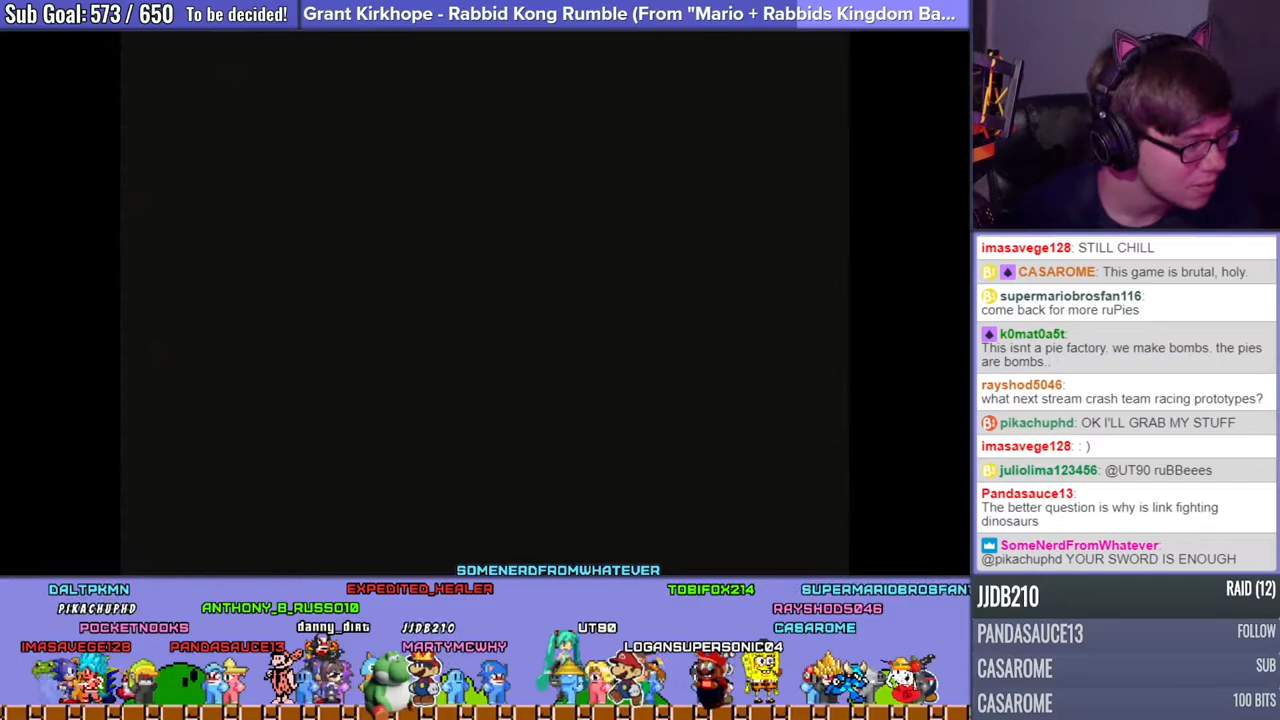 Sub Goal: 573 / 650 To be decided!
Grant Kirkhope - Rabbid Kong Rumble (From "Mario + Rabbids Kingdom Ba...
imasavege128: STILL CHILL
CASAROME: This game is brutal, holy.
supermariobrosfan116:
come back for more ruPies
k0mat0a5t:
This isnt a pie factory. we make bombs. the pies
are bombs..
rayshod5046:
what next stream crash team racing prototypes?
pikachuphd: OK I'LL GRAB MY STUFF
imasavege128: : )
juliolima123456: @UT90 ruBBeees
Pandasauce13:
The better question is why is link fighting
dinosaurs
SomeNerdFromWhatever:
@pikachuphd YOUR SWORD IS ENOUGH
JJDB210 RAID (12)
PANDASAUCE13 FOLLOW
CASAROME SUB
CASAROME 100 BITS
SOMENERDFROMWHATEVER
DALTPKMN EXPEDITED_HEALER TOBIFOX214 SUPERMARIOBROSFAN1
PIKACHUPHD ANTHONY_B_RUSSO10 RAYSHOD5046
POCKETNOOKS danny_dirt JJDB210 UT90 CASAROME
IMASAVEGE128 PANDASAUCE13 MARTYMCWHY LOGANSUPERSONIC04